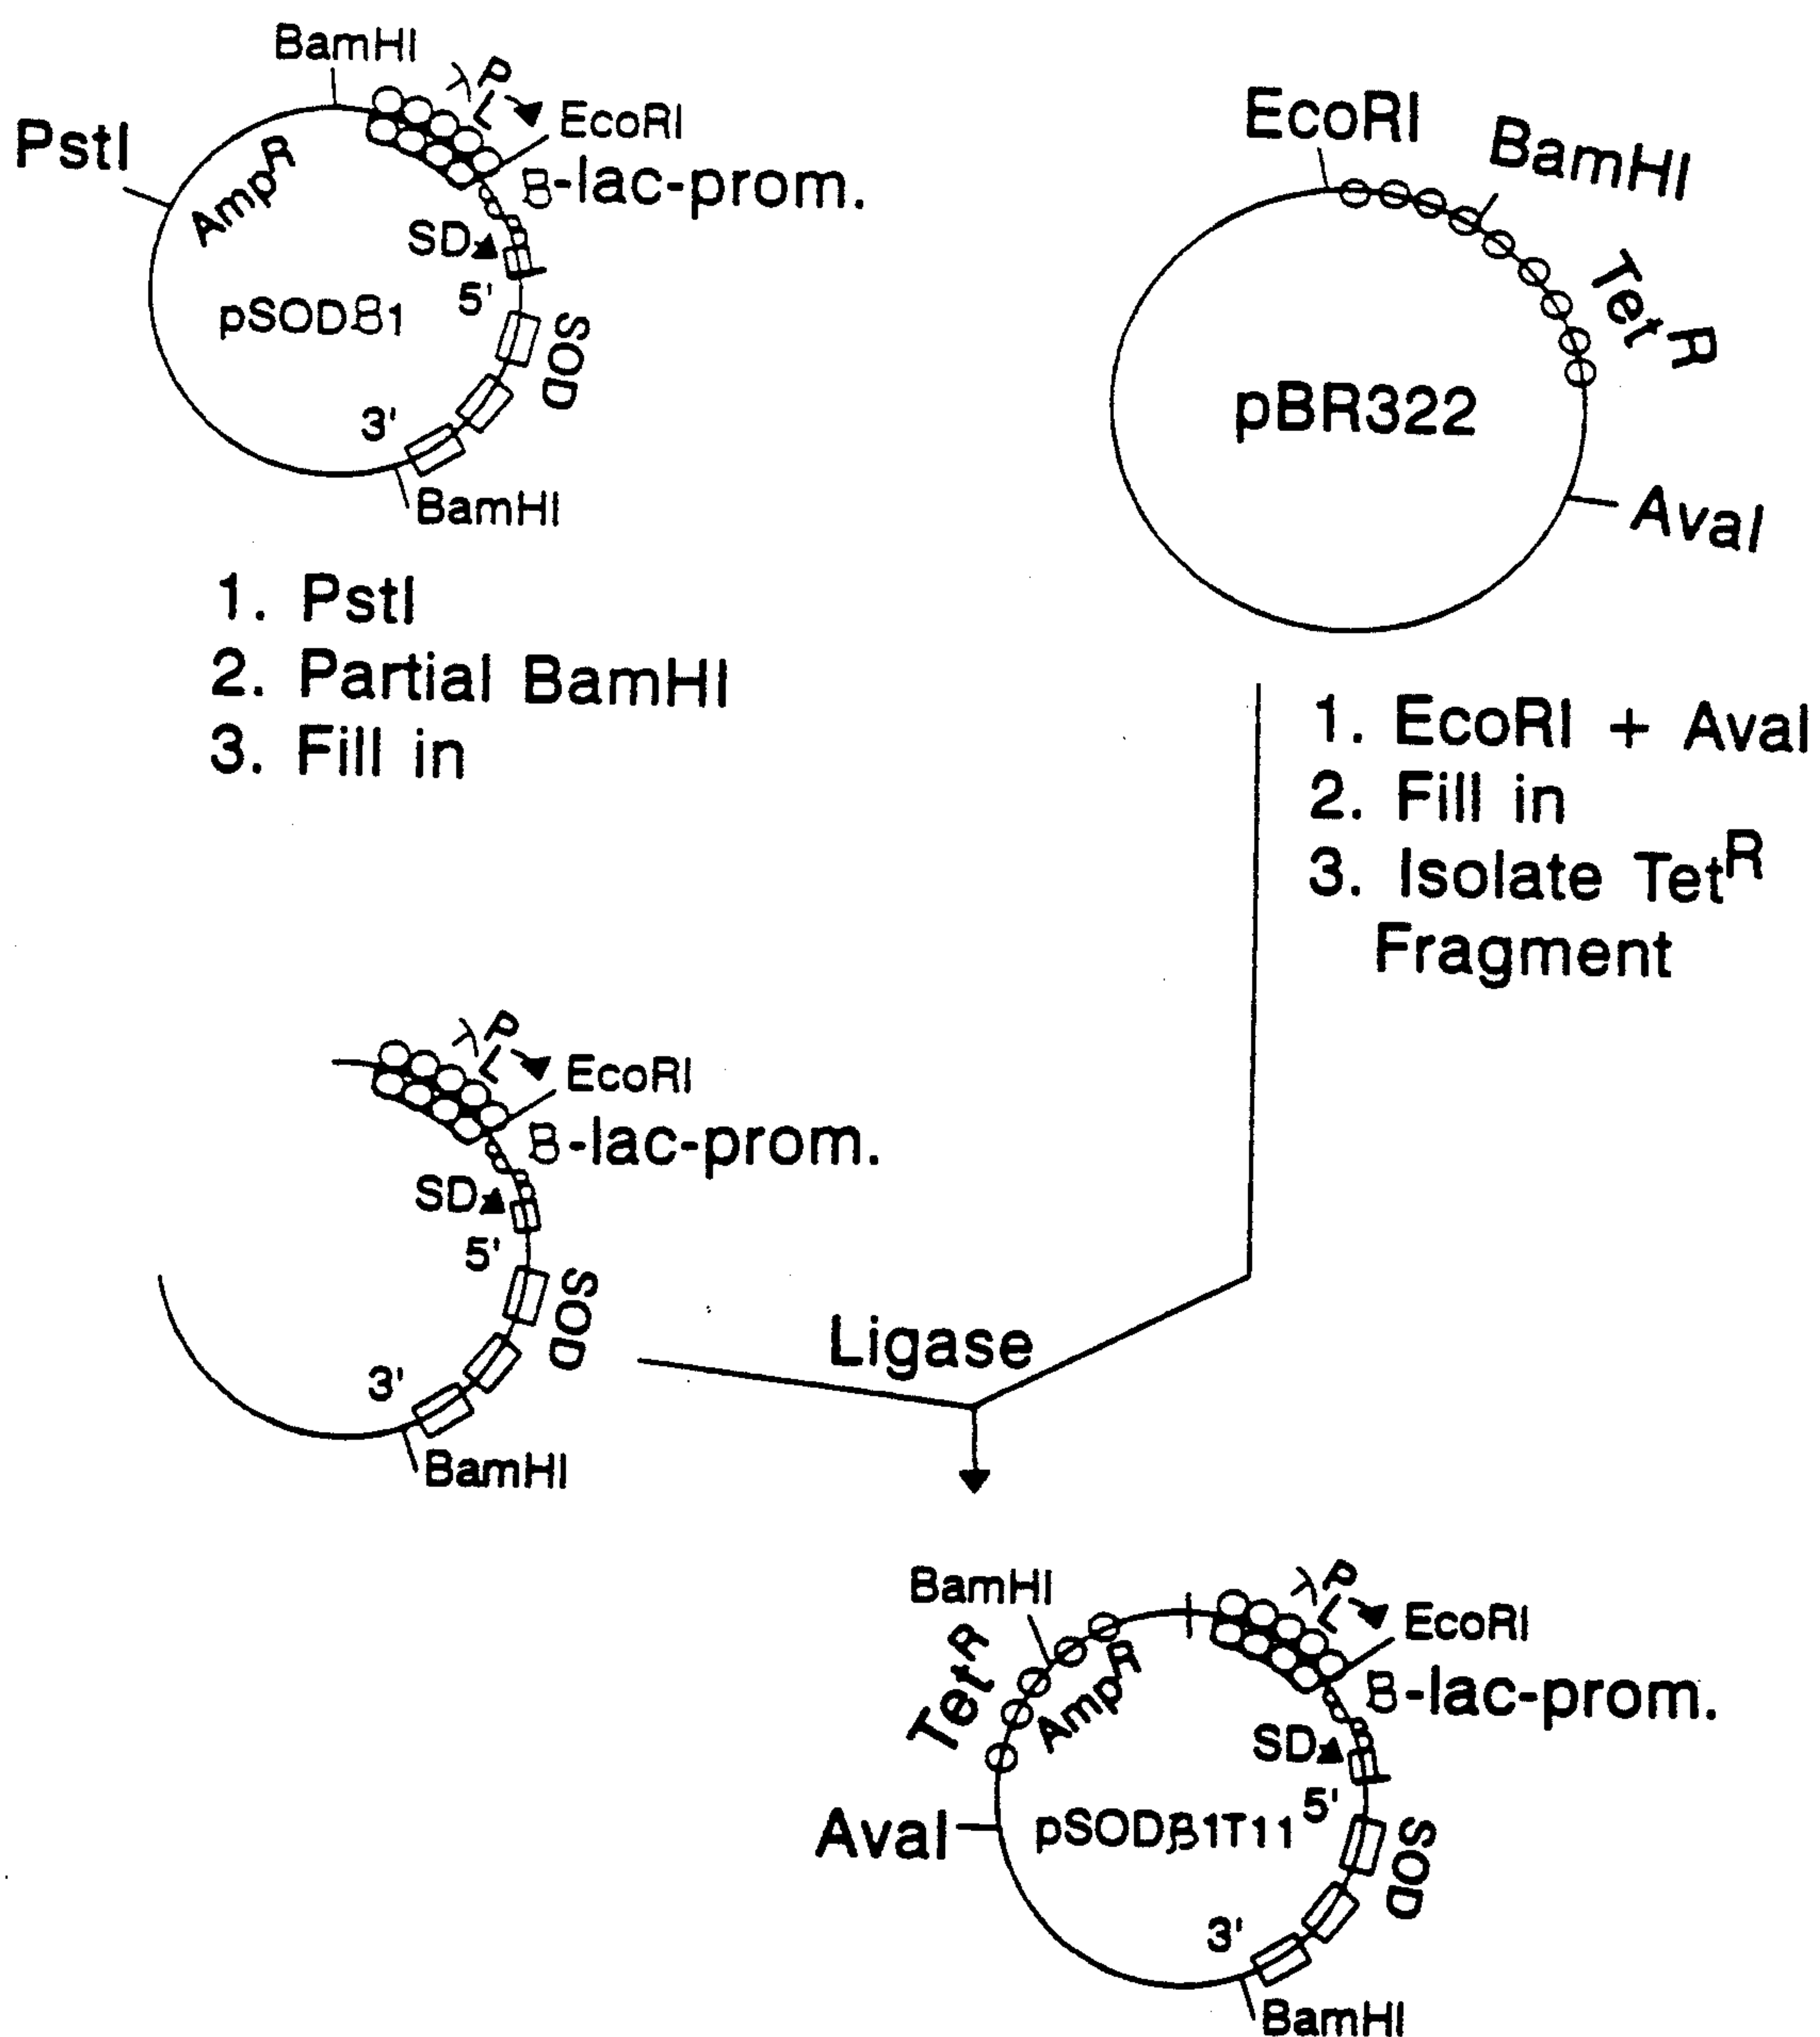 BamHI
λPL
EcoRI
PstI
AmpR
β-lac-prom.
SD
5'
pSODβ1
SOD
3'
BamHI
EcoRI
BamHI
TetR
pBR322
AvaI
1. PstI
2. Partial BamHI
3. Fill in
1. EcoRI + AvaI
2. Fill in
3. Isolate TetR
Fragment
λPL
EcoRI
β-lac-prom.
SD
5'
SOD
3'
BamHI
Ligase
BamHI
λPL
EcoRI
TetR
AmpR
β-lac-prom.
SD
5'
AvaI
pSODβ1T11
SOD
3'
BamHI